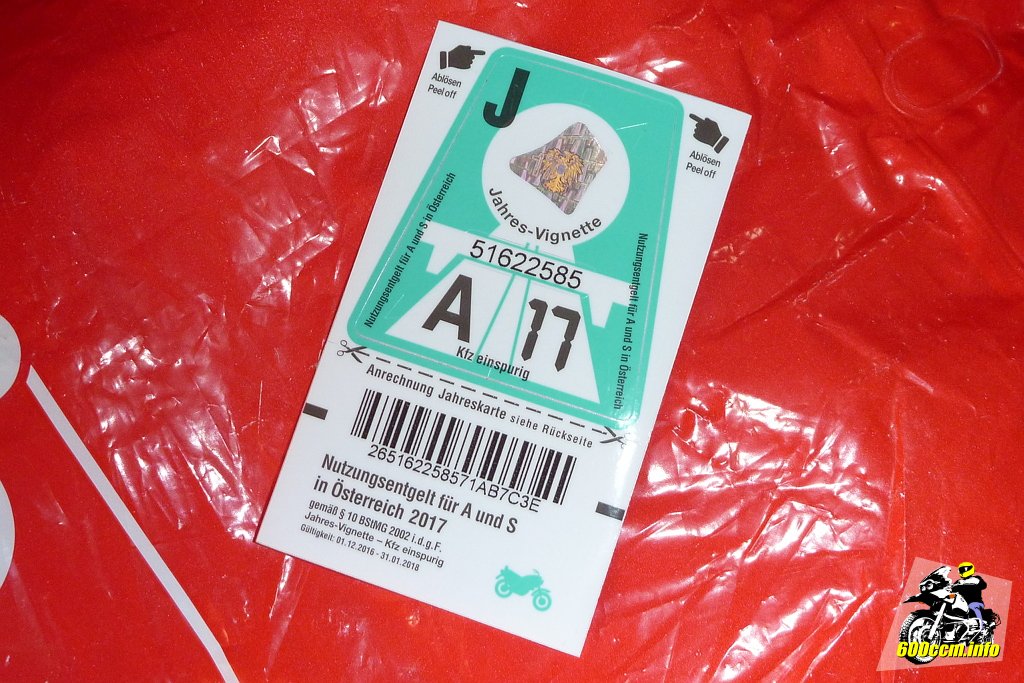 Ablösen
Peel off
J
Ablösen
Peel off
Jahres-Vignette
Nutzungsentgelt für A und S in Österreich
Nutzungsentgelt für A und S in Österreich
51622585
A 17
Kfz einspurig
Anrechnung Jahreskarte siehe Rückseite
265162258571AB7C3E
Nutzungsentgelt für A und S
in Österreich 2017
gemäß § 10 BStMG 2002 i.d.g.F.
Jahres-Vignette – Kfz einspurig
Gültigkeit: 01.12.2016 - 31.01.2018
600ccm.info